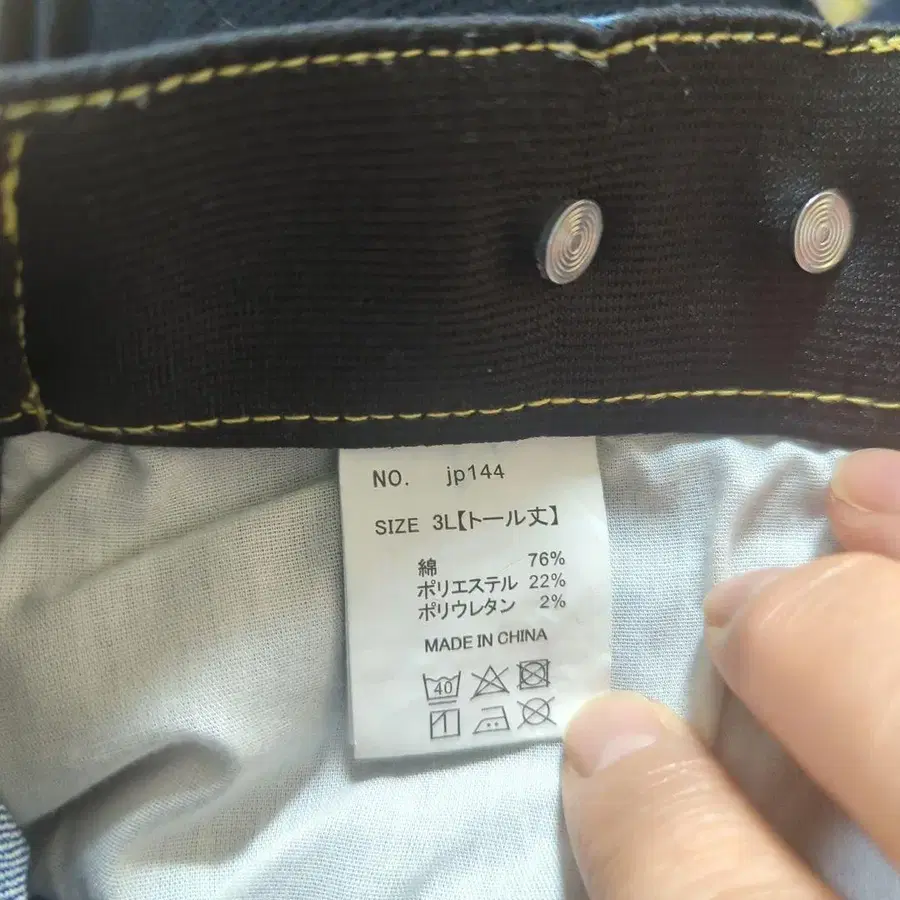 NO. jp144
SIZE 3L【トール丈】
綿 76%
ポリエステル 22%
ポリウレタン 2%
MADE IN CHINA
40